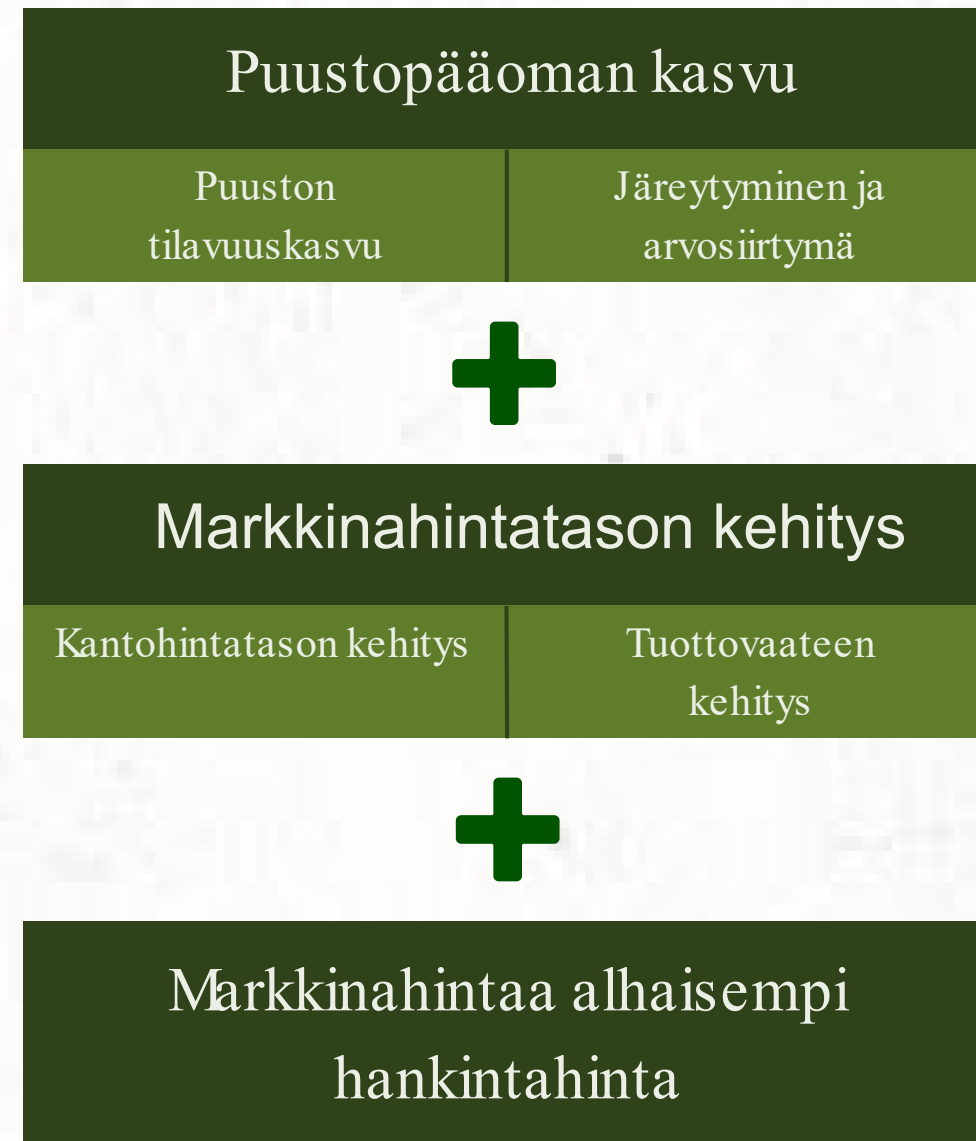 Puustopääoman kasvu
Puuston
tilavuuskasvu
Järeytyminen ja
arvosiirtymä
Markkinahintatason kehitys
Kantohintatason kehitys
Tuottovaateen
kehitys
Markkinahintaa alhaisempi
hankintahinta